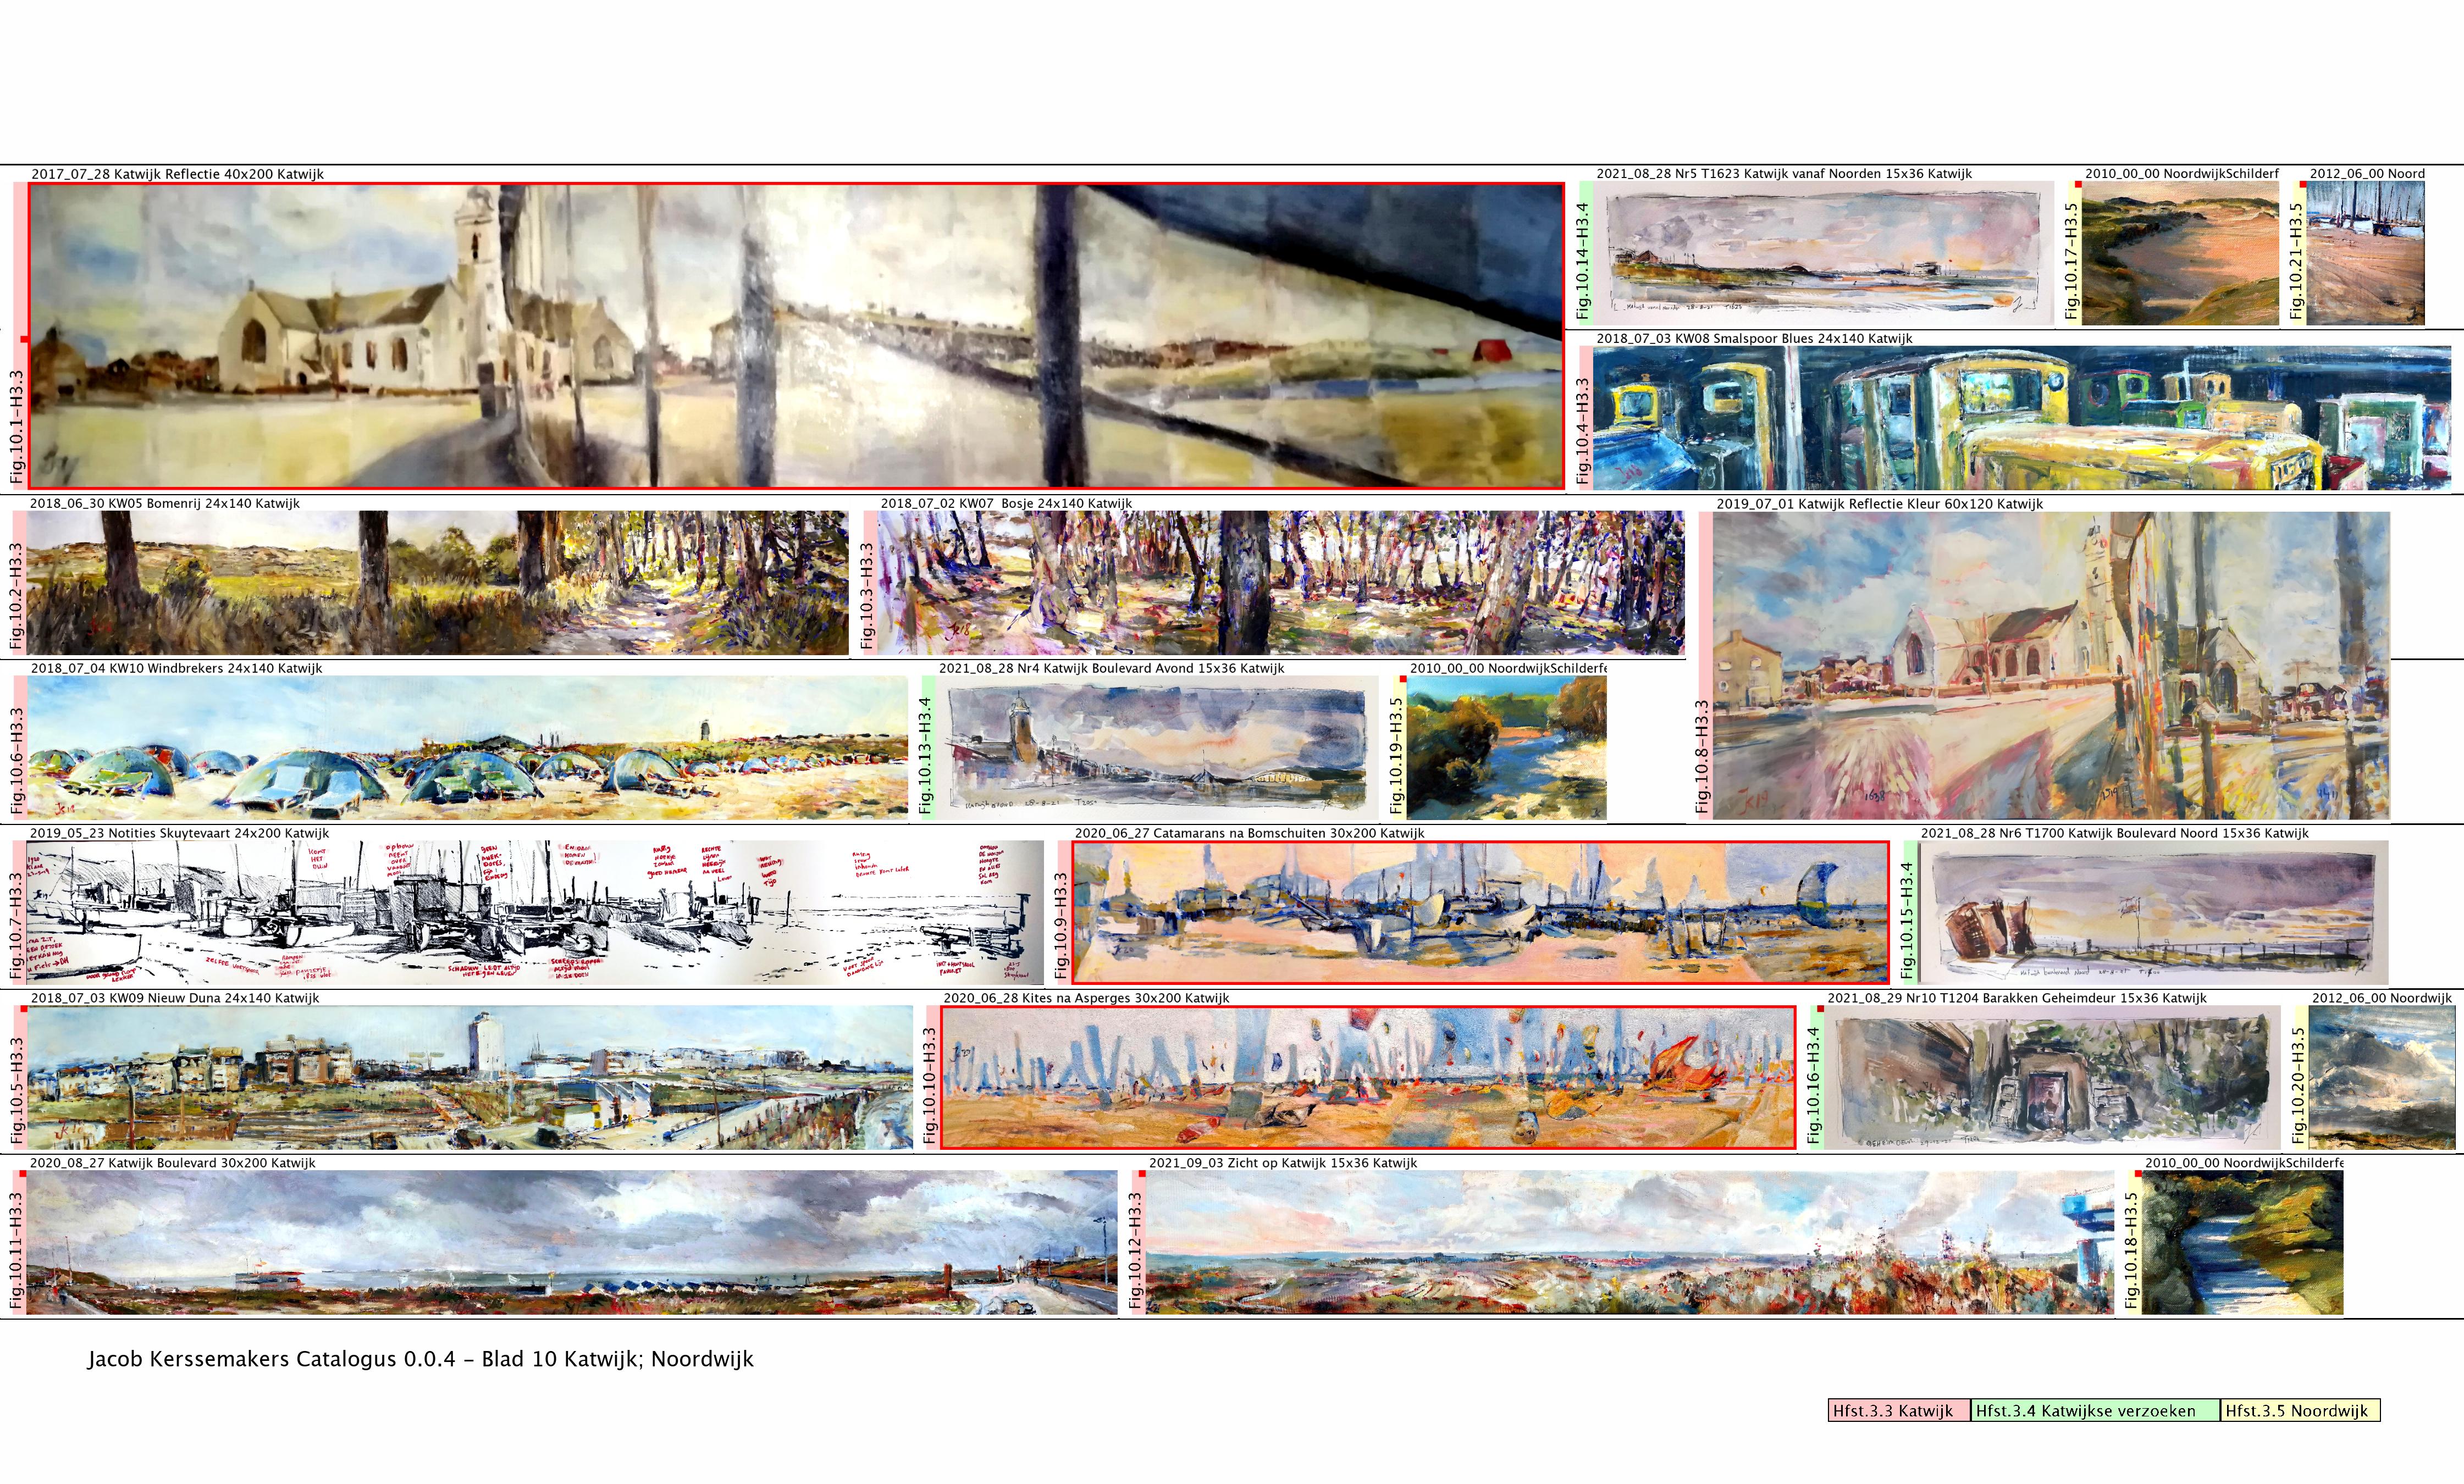 2017_07_28 Katwijk Reflectie 40x200 Katwijk
Fig.10.1-H3.3
2021_08_28 Nr5 T1623 Katwijk vanaf Noorden 15x36 Katwijk
Fig.10.14-H3.4
2010_00_00 NoordwijkSchilderf
Fig.10.17-H3.5
2012_06_00 Noord
Fig.10.21-H3.5
2018_07_03 KW08 Smalspoor Blues 24x140 Katwijk
Fig.10.4-H3.3
2018_06_30 KW05 Bomenrij 24x140 Katwijk
Fig.10.2-H3.3
2018_07_02 KW07 Bosje 24x140 Katwijk
Fig.10.3-H3.3
2019_07_01 Katwijk Reflectie Kleur 60x120 Katwijk
Fig.10.8-H3.3
1638
2018_07_04 KW10 Windbrekers 24x140 Katwijk
Fig.10.6-H3.3
2021_08_28 Nr4 Katwijk Boulevard Avond 15x36 Katwijk
Fig.10.13-H3.4
2010_00_00 NoordwijkSchilderfe
Fig.10.19-H3.5
2019_05_23 Notities Skuytevaart 24x200 Katwijk
Fig.10.7-H3.3
KOMT
HET
DUIN
2020_06_27 Catamarans na Bomschuiten 30x200 Katwijk
Fig.10.9-H3.3
2021_08_28 Nr6 T1700 Katwijk Boulevard Noord 15x36 Katwijk
Fig.10.15-H3.4
2018_07_03 KW09 Nieuw Duna 24x140 Katwijk
Fig.10.5-H3.3
2020_06_28 Kites na Asperges 30x200 Katwijk
Fig.10.10-H3.3
2021_08_29 Nr10 T1204 Barakken Geheimdeur 15x36 Katwijk
Fig.10.16-H3.4
2012_06_00 Noordwijk
Fig.10.20-H3.5
2020_08_27 Katwijk Boulevard 30x200 Katwijk
Fig.10.11-H3.3
2021_09_03 Zicht op Katwijk 15x36 Katwijk
Fig.10.12-H3.3
2010_00_00 NoordwijkSchilderfe
Fig.10.18-H3.5
Jacob Kerssemakers Catalogus 0.0.4 - Blad 10 Katwijk; Noordwijk
Hfst.3.3 Katwijk
Hfst.3.4 Katwijkse verzoeken
Hfst.3.5 Noordwijk